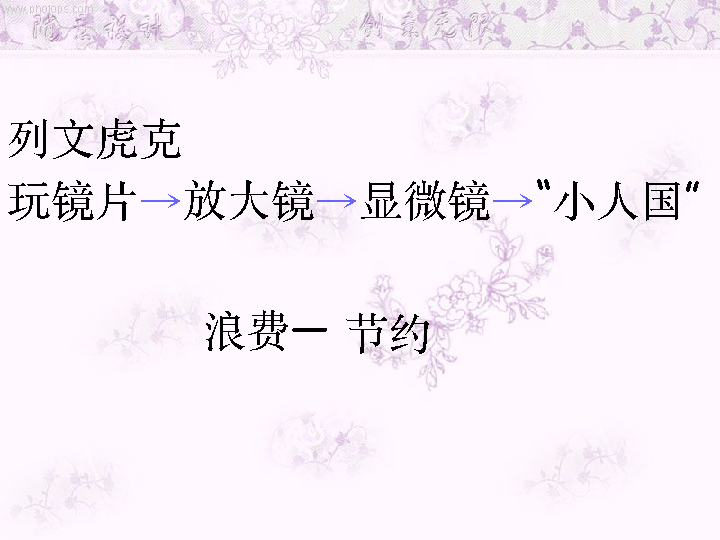 www.photops.com
随意设计 创意无限
列文虎克
玩镜片→放大镜→显微镜→“小人国”
浪费— 节约